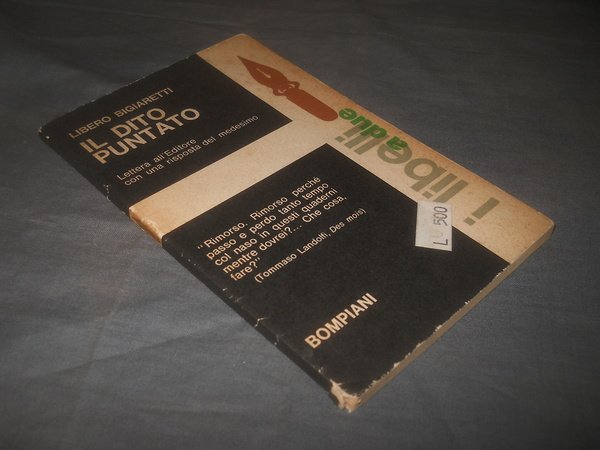 LIBERO BIGIARETTI
IL DITO
PUNTATO
Lettera all'Editore
con una risposta del medesimo
i libelli
a due
L. 500
"Rimorso. Rimorso perché
passo e perdo tanto tempo
col naso in questi quaderni
mentre dovrei?... Che cosa,
fare?"
(Tommaso Landolfi, Des mois)
BOMPIANI